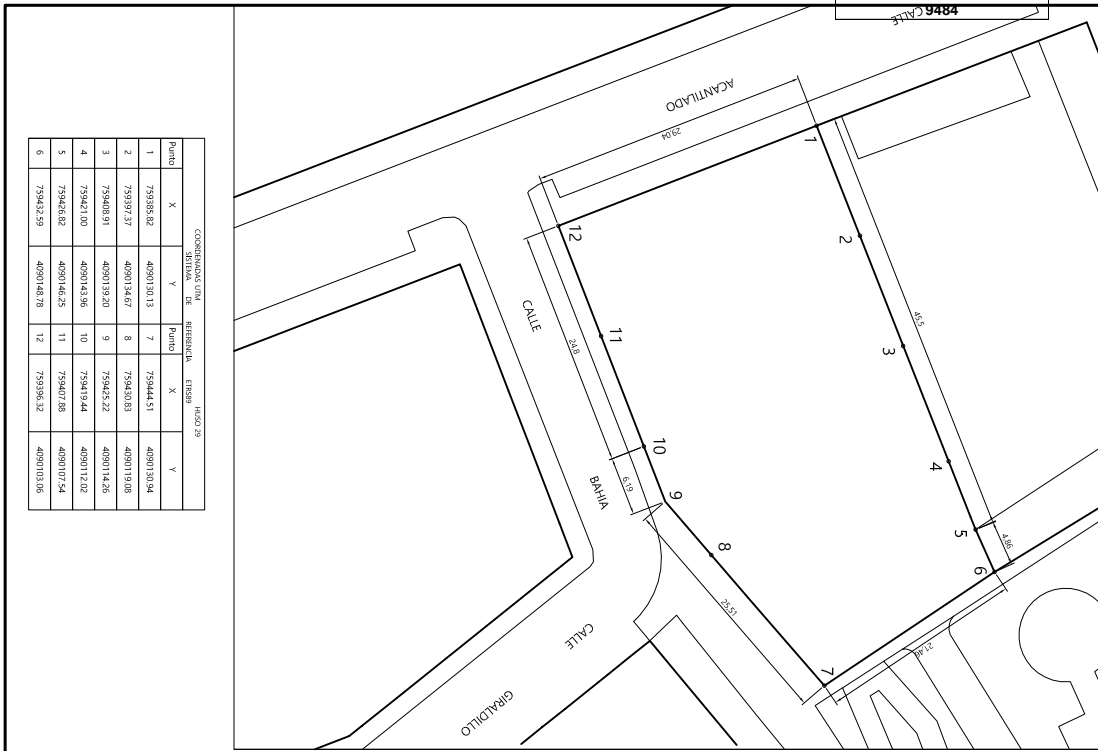 9484
CALLE
ACANTILADO
29,04
1
2
3
4
5
6
7
8
9
10
11
12
45,5
4,86
21,46
25,51
6,19
24,8
CALLE
BAHIA
CALLE
GIRALDILLO
COORDENADAS UTM HUSO 29
SISTEMA DE REFERENCIA ETRS89
Punto X Y Punto X Y
1 759385.82 4090130.13 7 759444.51 4090130.94
2 759397.37 4090134.67 8 759430.83 4090119.08
3 759408.91 4090139.20 9 759425.22 4090114.26
4 759421.00 4090143.96 10 759419.44 4090112.02
5 759426.82 4090146.25 11 759407.88 4090107.54
6 759432.59 4090148.78 12 759396.32 4090103.06